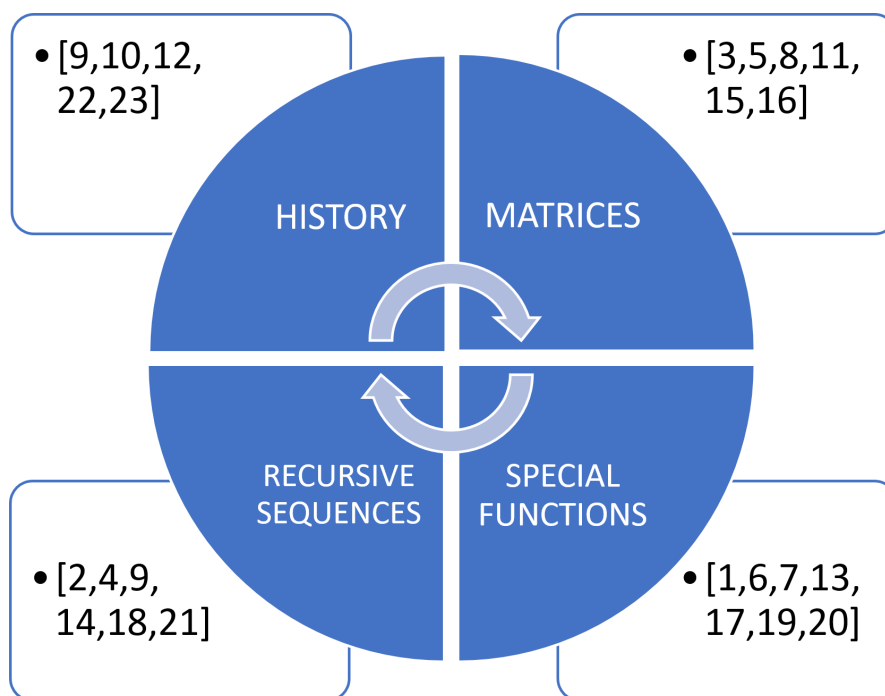 • [9,10,12,
22,23]
• [3,5,8,11,
15,16]
HISTORY
MATRICES
RECURSIVE
SEQUENCES
SPECIAL
FUNCTIONS
• [2,4,9,
14,18,21]
• [1,6,7,13,
17,19,20]